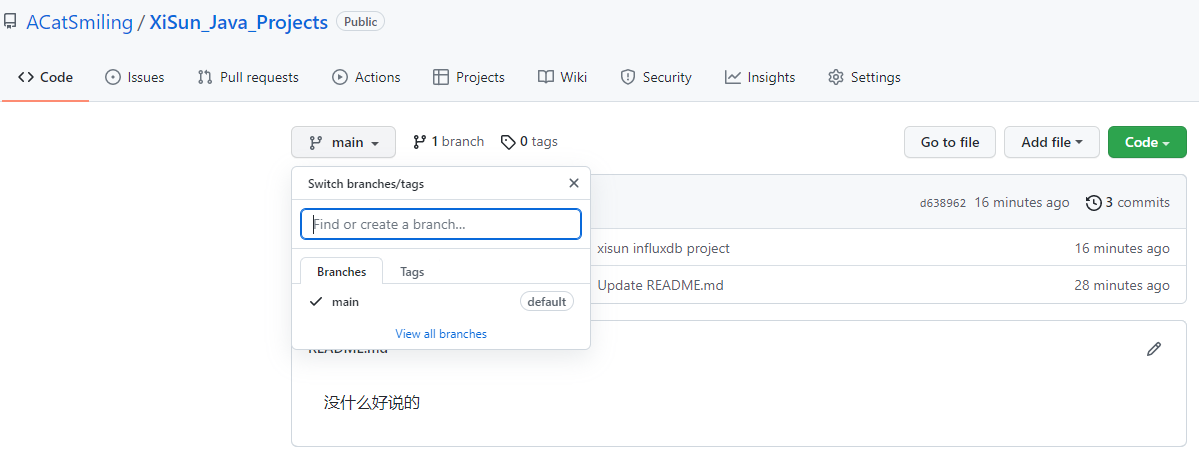 ACatSmiling / XiSun_Java_Projects Public
Code Issues Pull requests Actions Projects Wiki Security Insights Settings
main 1 branch 0 tags Go to file Add file Code
Switch branches/tags
d638962 16 minutes ago 3 commits
Find or create a branch...
xisun influxdb project 16 minutes ago
Branches Tags
Update README.md 28 minutes ago
main default
View all branches
README.md
没什么好说的